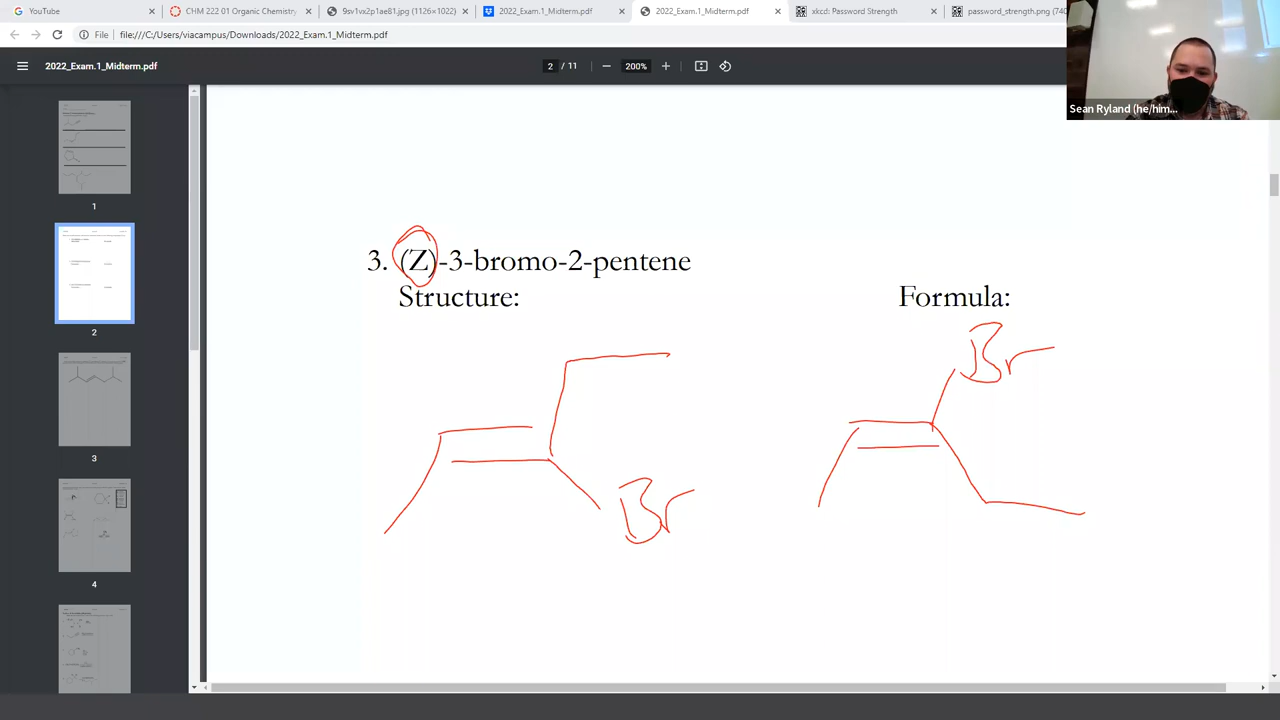 YouTube
CHM 222 01 Organic Chemistry
9sv1vx2p1ae81.jpg (1126×1022)
2022_Exam.1_Midterm.pdf
2022_Exam.1_Midterm.pdf
xkcd: Password Strength
password_strength.png (740
File
file:///C:/Users/viacampus/Downloads/2022_Exam.1_Midterm.pdf
2022_Exam.1_Midterm.pdf
2 / 11
200%
Sean Ryland (he/him...
1
2
3
4
3. (Z)-3-bromo-2-pentene
Structure:
Formula:
Br
Br